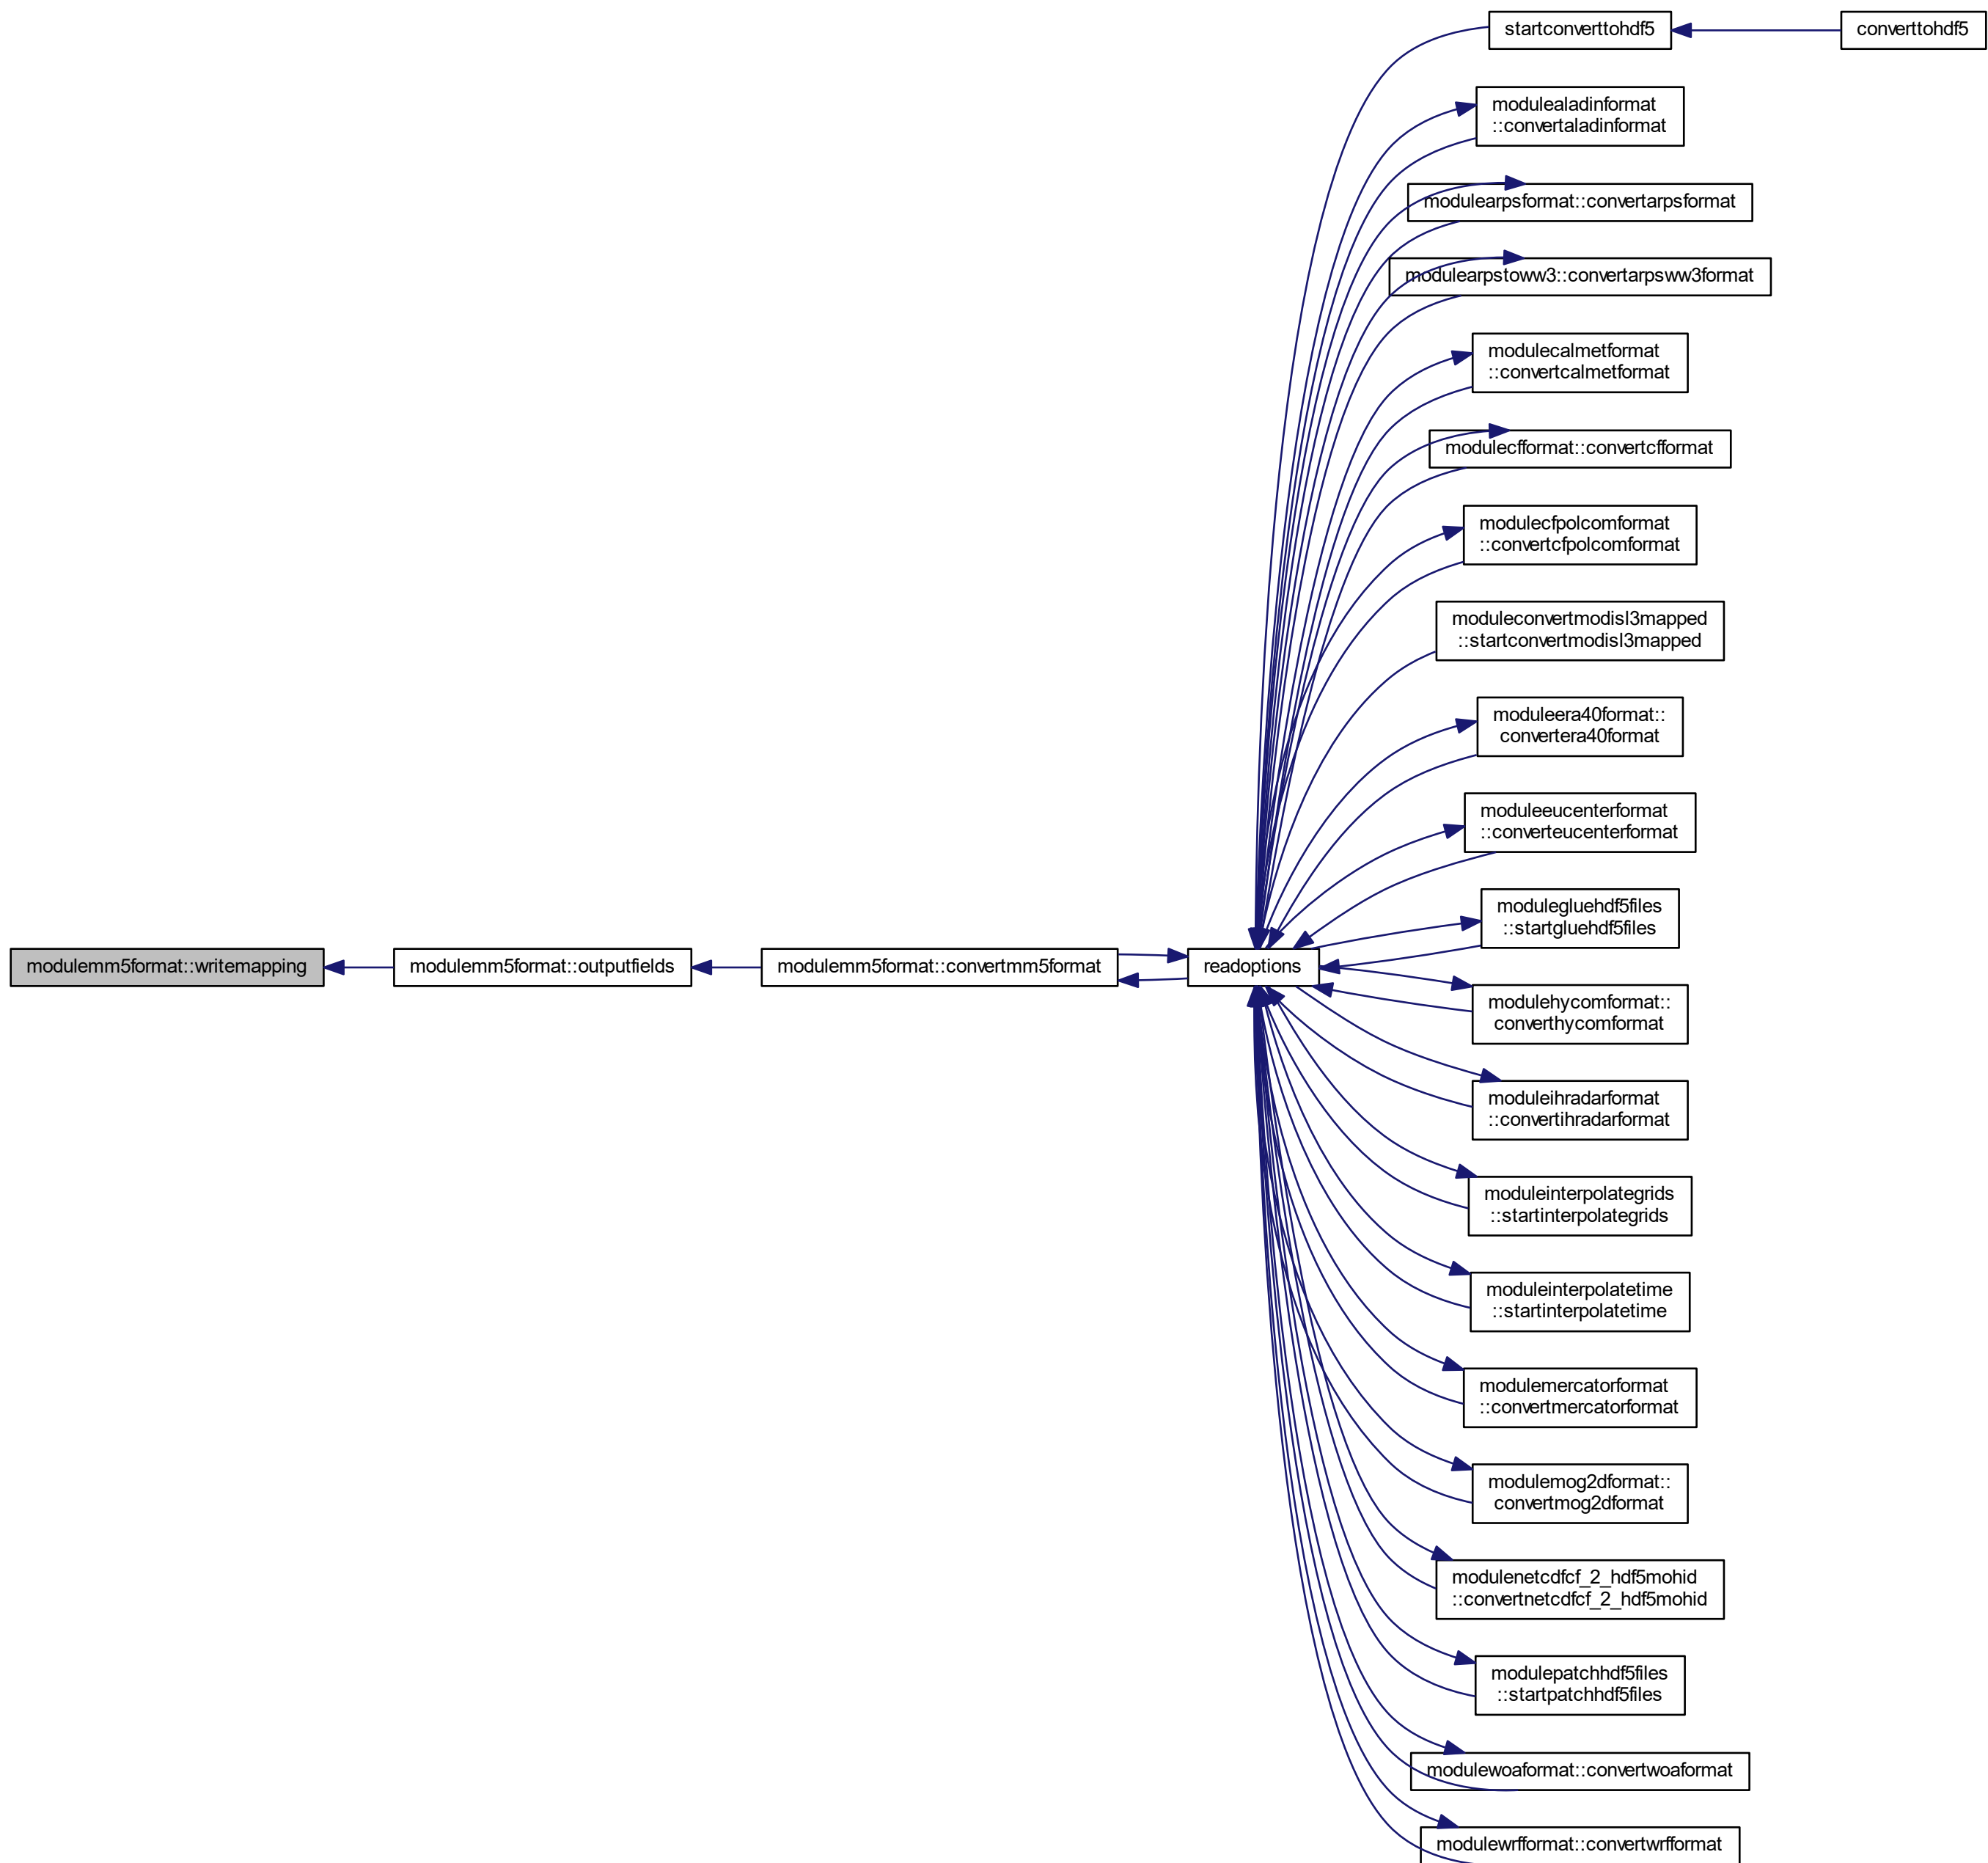 startconverttohdf5
converttohdf5
modulealadinformat
::convertaladinformat
modulearpsformat::convertarpsformat
modulearpstoww3::convertarpsww3format
modulecalmetformat
::convertcalmetformat
modulecfformat::convertcfformat
modulecfpolcomformat
::convertcfpolcomformat
moduleconvertmodisl3mapped
::startconvertmodisl3mapped
moduleera40format::
convertera40format
moduleeucenterformat
::converteucenterformat
modulegluehdf5files
::startgluehdf5files
modulemm5format::writemapping
modulemm5format::outputfields
modulemm5format::convertmm5format
readoptions
modulehycomformat::
converthycomformat
moduleihradarformat
::convertihradarformat
moduleinterpolategrids
::startinterpolategrids
moduleinterpolatetime
::startinterpolatetime
modulemercatorformat
::convertmercatorformat
modulemog2dformat::
convertmog2dformat
modulenetcdfcf_2_hdf5mohid
::convertnetcdfcf_2_hdf5mohid
modulepatchhdf5files
::startpatchhdf5files
modulewoaformat::convertwoaformat
modulewrfformat::convertwrfformat